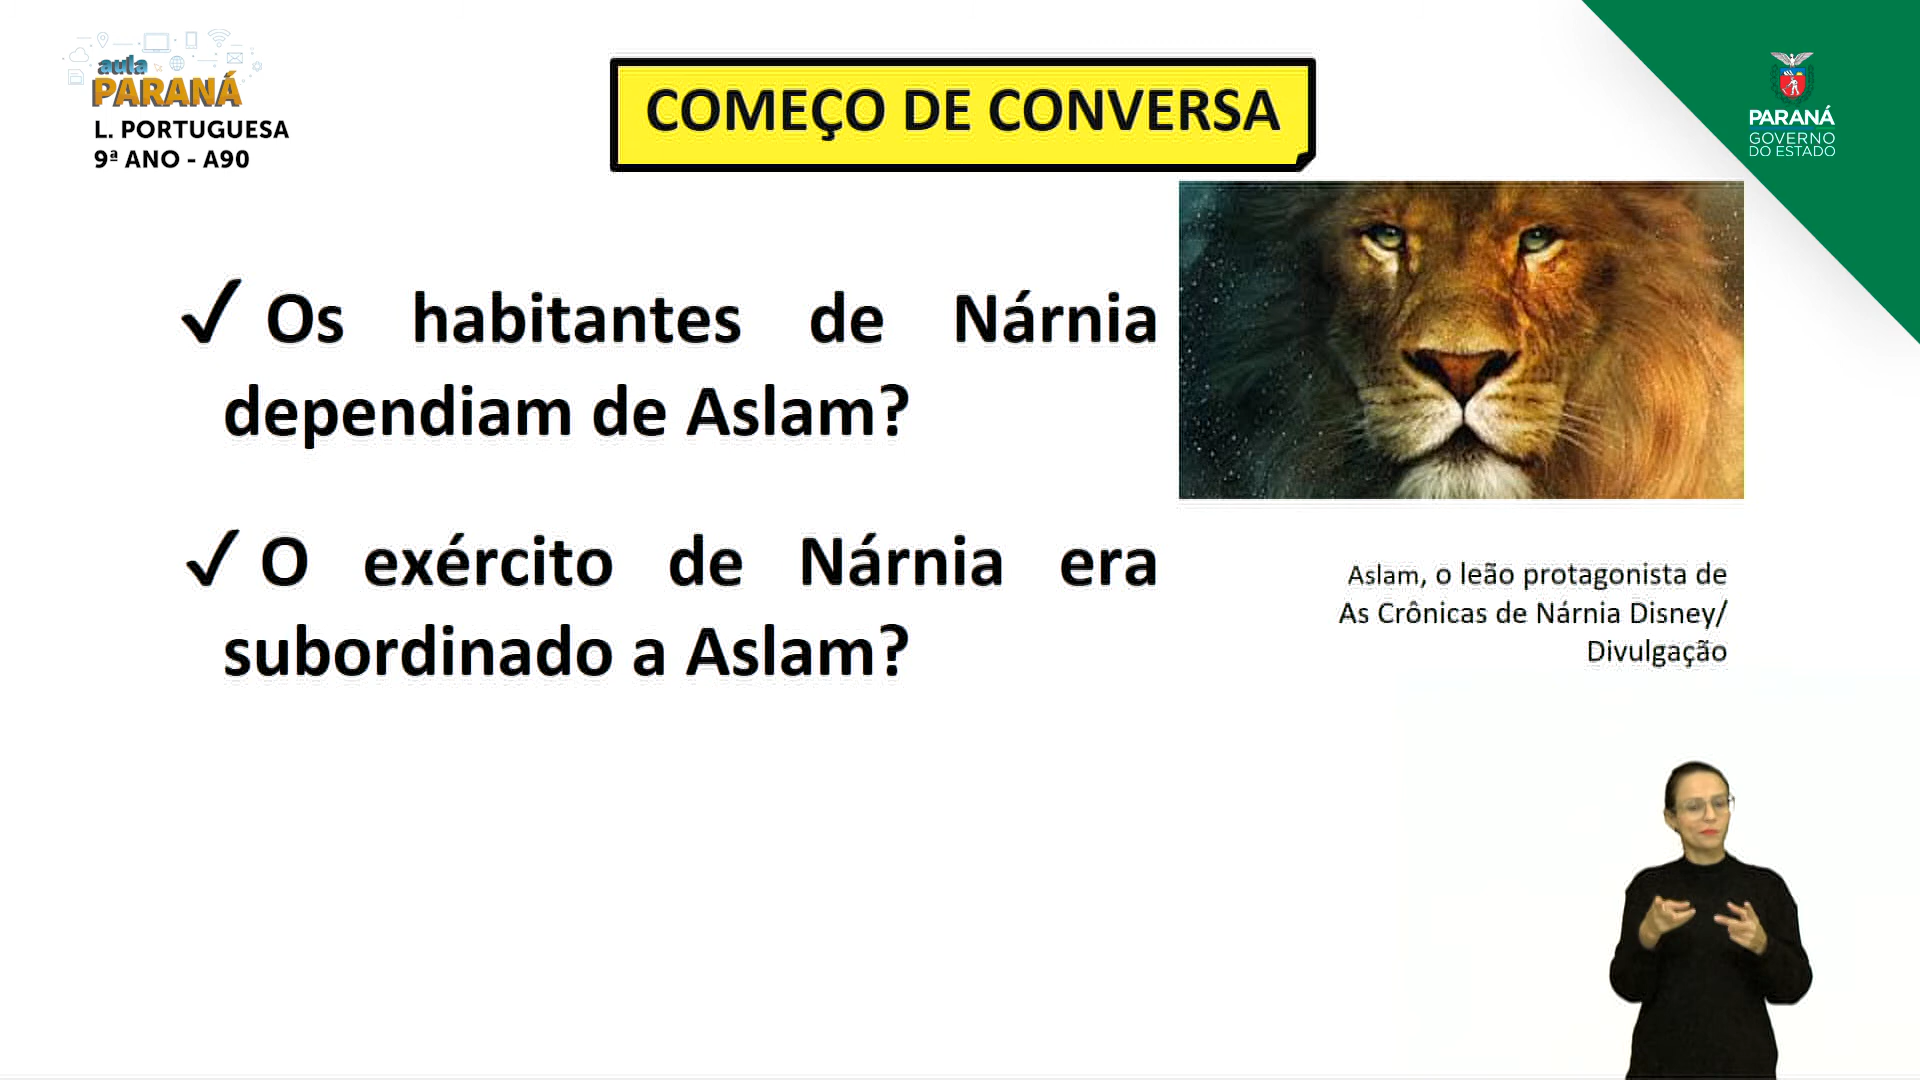 aula
PARANÁ
L. PORTUGUESA
9ª ANO - A90
COMEÇO DE CONVERSA
PARANÁ
GOVERNO
DO ESTADO
✓ Os habitantes de Nárnia
dependiam de Aslam?
✓ O exército de Nárnia era
subordinado a Aslam?
Aslam, o leão protagonista de
As Crônicas de Nárnia Disney/
Divulgação